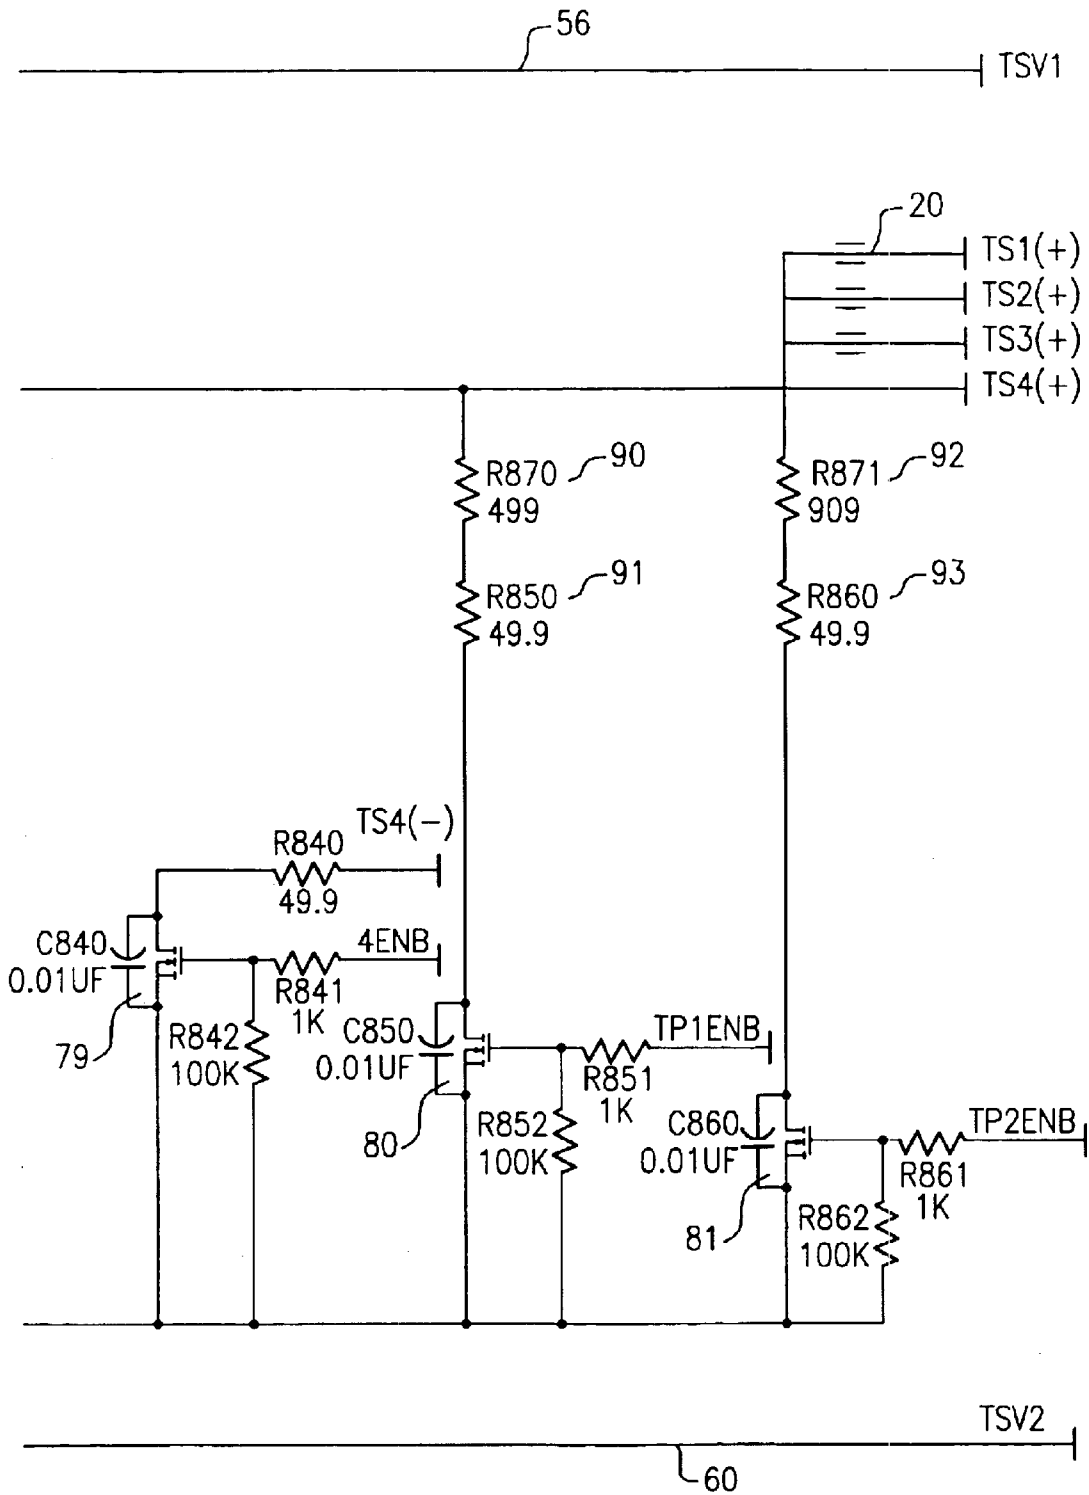 56
TSV1
20
TS1(+)
TS2(+)
TS3(+)
TS4(+)
R870
499
90
R871
909
92
R850
49.9
91
R860
49.9
93
TS4(-)
R840
49.9
C840
0.01UF
4ENB
R841
1K
79
R842
100K
C850
0.01UF
TP1ENB
R851
1K
80
R852
100K
C860
0.01UF
TP2ENB
R861
1K
81
R862
100K
TSV2
60